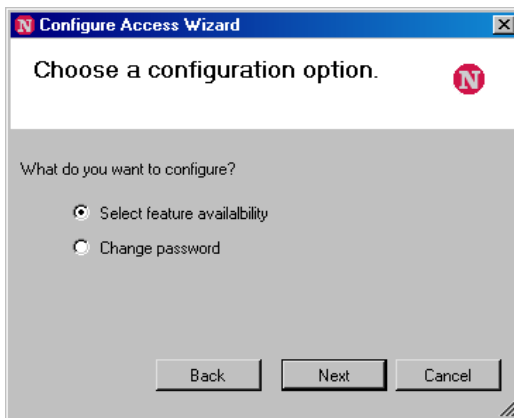 N Configure Access Wizard
Choose a configuration option.
N
What do you want to configure?
Select feature availalbility
Change password
Back Next Cancel